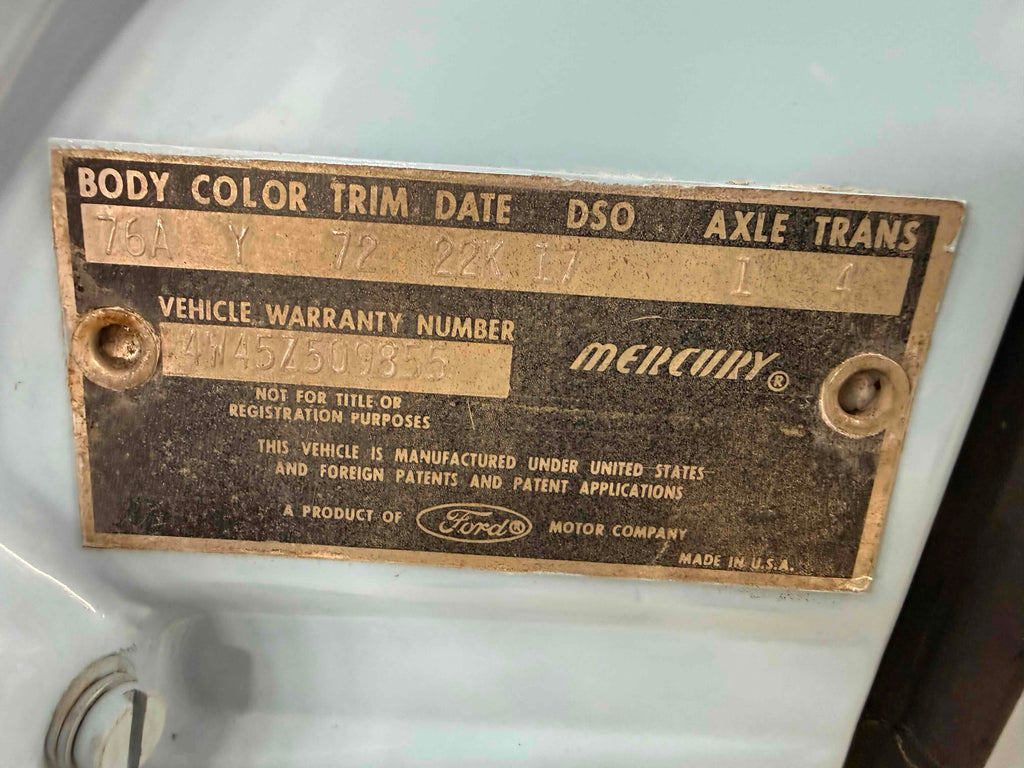 BODY COLOR TRIM DATE DSO AXLE TRANS
76A Y 72 22K 17 1 4
VEHICLE WARRANTY NUMBER
4W45Z509855
MERCURY®
NOT FOR TITLE OR
REGISTRATION PURPOSES
THIS VEHICLE IS MANUFACTURED UNDER UNITED STATES
AND FOREIGN PATENTS AND PATENT APPLICATIONS
A PRODUCT OF Ford® MOTOR COMPANY
MADE IN U.S.A.